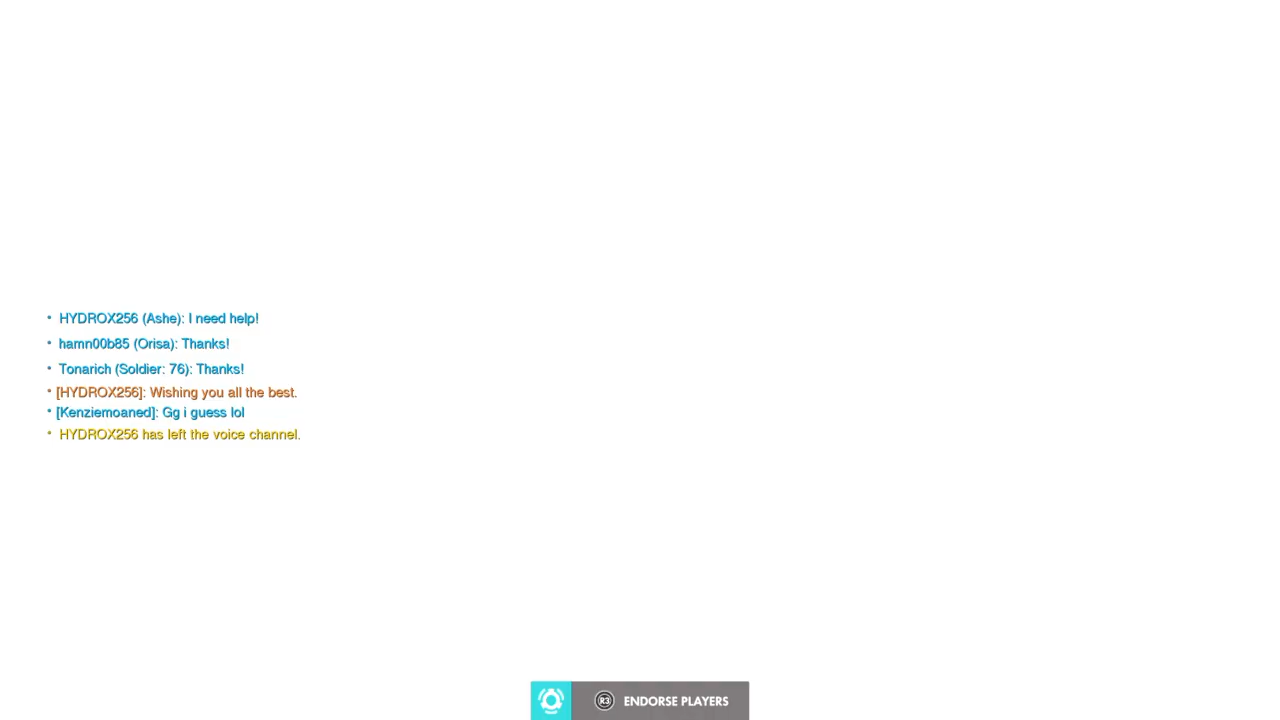 • HYDROX256 (Ashe): I need help!
• hamn00b85 (Orisa): Thanks!
• Tonarich (Soldier: 76): Thanks!
• [HYDROX256]: Wishing you all the best.
• [Kenziemoaned]: Gg i guess lol
• HYDROX256 has left the voice channel.
R3 ENDORSE PLAYERS